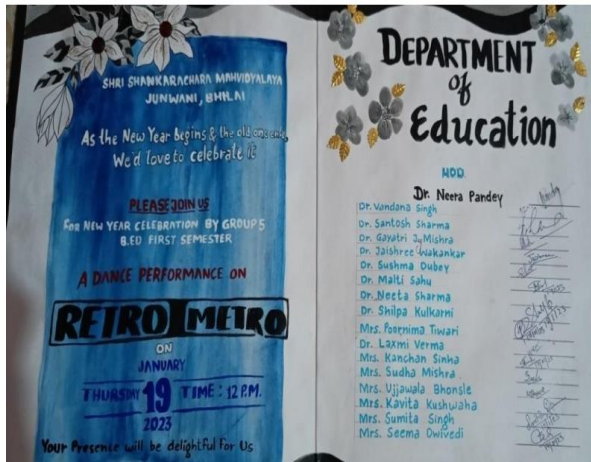 SHRI SHANKARACHARA MAHVIDYALAYA
JUNWANI, BHILAI
As the New Year Begins & the old one ends,
We'd love to celebrate it
PLEASE JOIN US
FOR NEW YEAR CELEBRATION BY GROUP 5
B.ED FIRST SEMESTER
A DANCE PERFORMANCE ON
RETRO METRO
ON
JANUARY
THURSDAY 19 TIME: 12 P.M.
2023
Your Presence will be delightful for Us
DEPARTMENT
of
Education
HOD
Dr. Neera Pandey
Dr. Vandana Singh
Dr. Santosh Sharma
Dr. Gayatri Jy Mishra
Dr. Jaishree Wakankar
Dr. Sushma Dubey
Dr. Malti Sahu
Dr. Neeta Sharma
Dr. Shilpa Kulkarni
Mrs. Poornima Tiwari
Dr. Laxmi Verma
Mrs. Kanchan Sinha
Mrs. Sudha Mishra
Mrs. Ujjawala Bhonsle
Mrs. Kavita Kushwaha
Mrs. Sumita Singh
Mrs. Seema Dwivedi